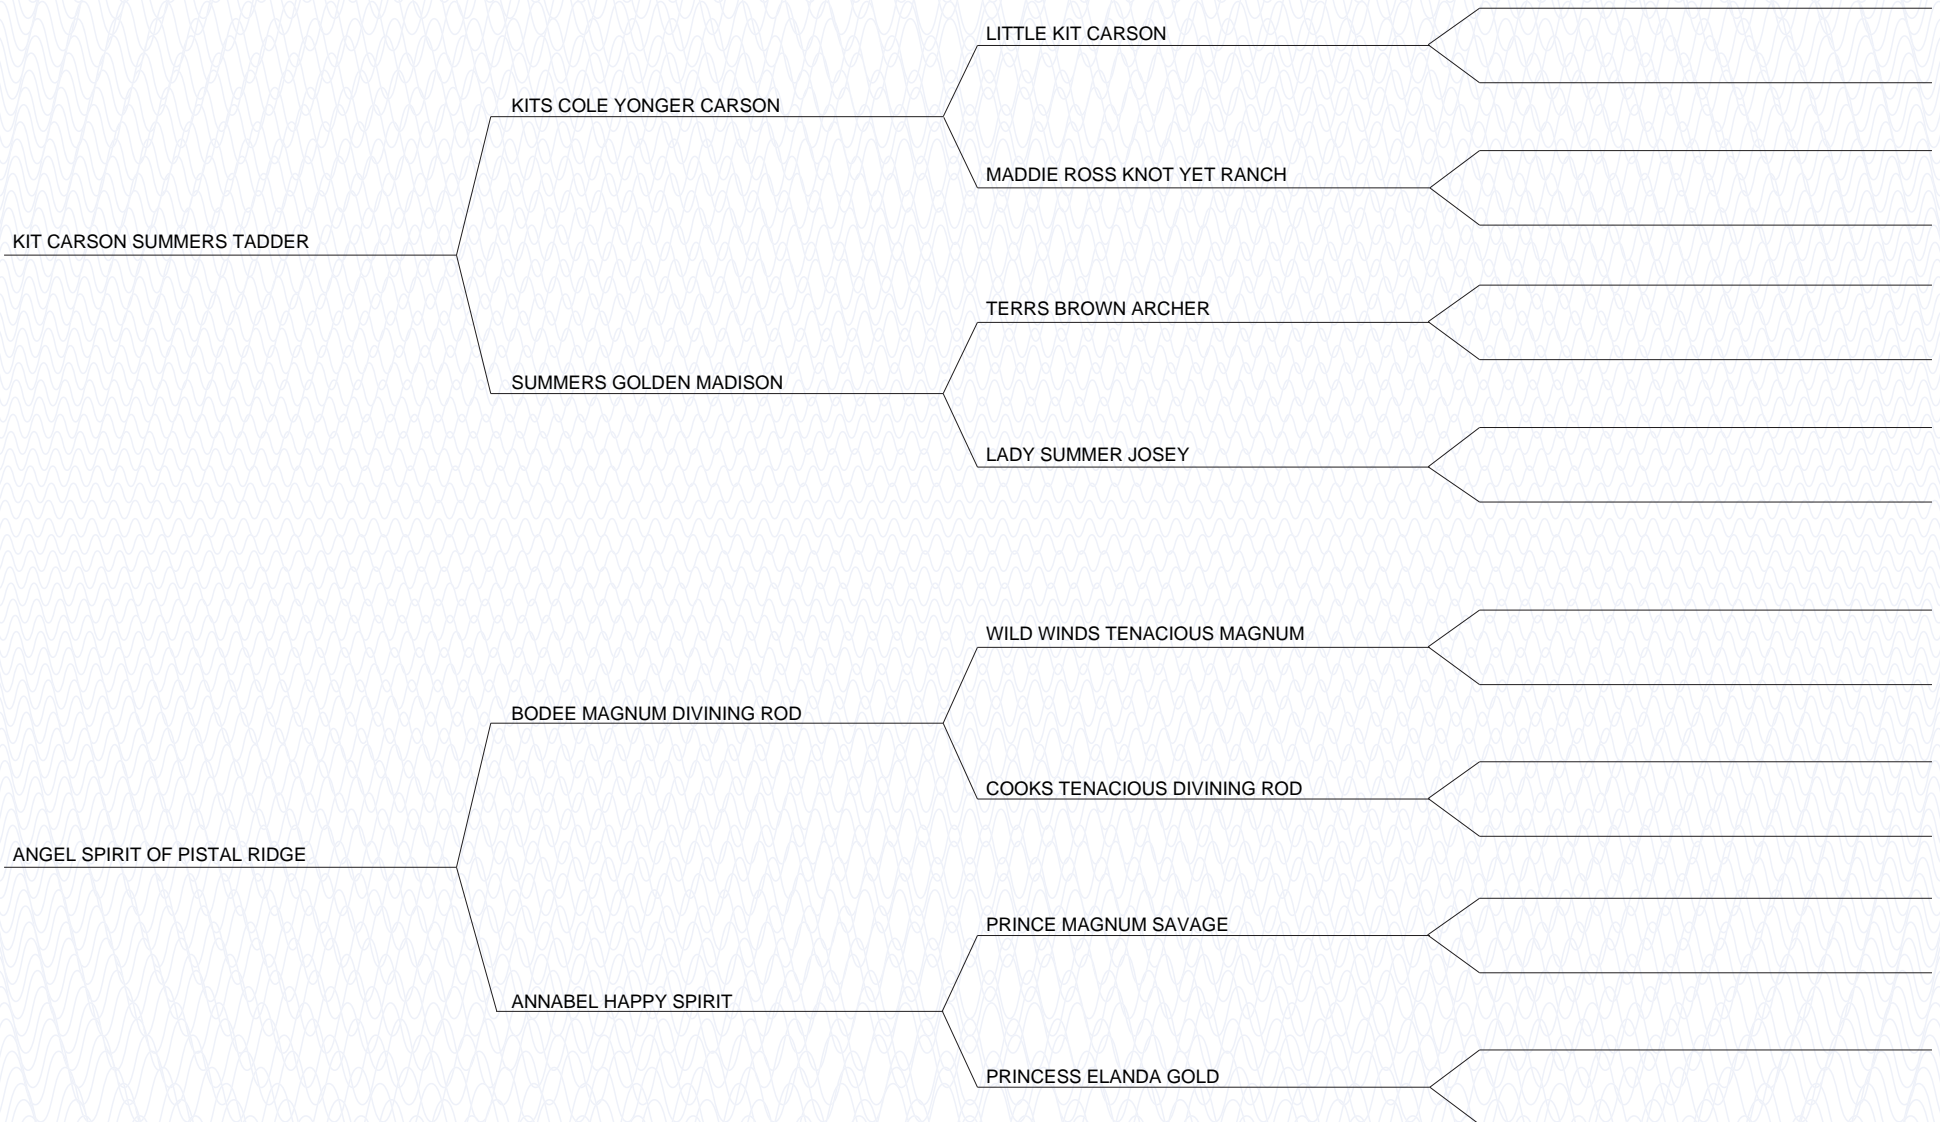 LITTLE KIT CARSON
KITS COLE YONGER CARSON
MADDIE ROSS KNOT YET RANCH
KIT CARSON SUMMERS TADDER
TERRS BROWN ARCHER
SUMMERS GOLDEN MADISON
LADY SUMMER JOSEY
WILD WINDS TENACIOUS MAGNUM
BODEE MAGNUM DIVINING ROD
COOKS TENACIOUS DIVINING ROD
ANGEL SPIRIT OF PISTAL RIDGE
PRINCE MAGNUM SAVAGE
ANNABEL HAPPY SPIRIT
PRINCESS ELANDA GOLD